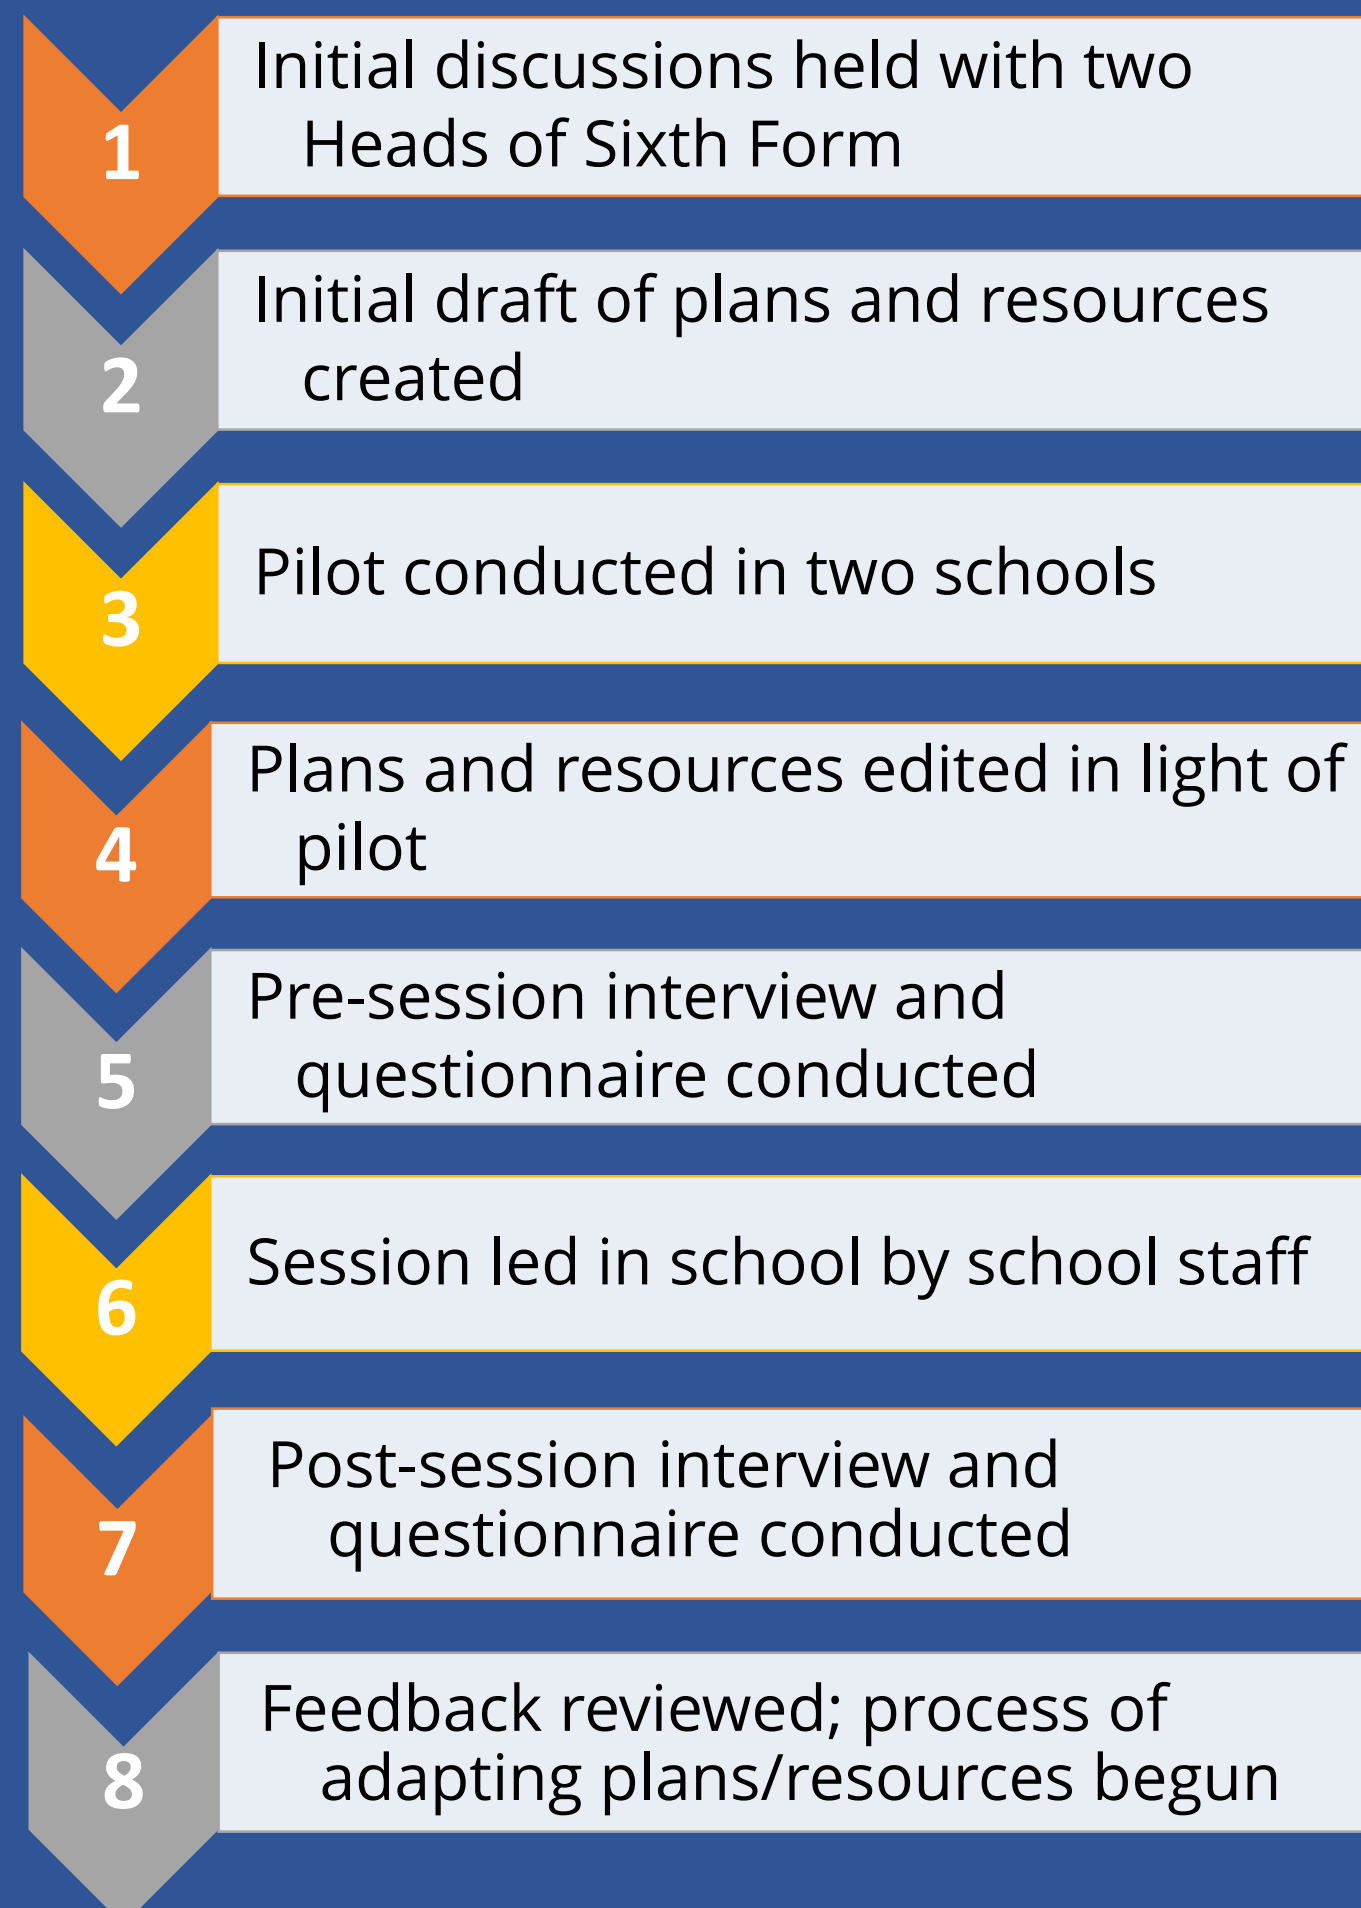 1
Initial discussions held with two
Heads of Sixth Form
2
Initial draft of plans and resources
created
3
Pilot conducted in two schools
4
Plans and resources edited in light of
pilot
5
Pre-session interview and
questionnaire conducted
6
Session led in school by school staff
7
Post-session interview and
questionnaire conducted
8
Feedback reviewed; process of
adapting plans/resources begun